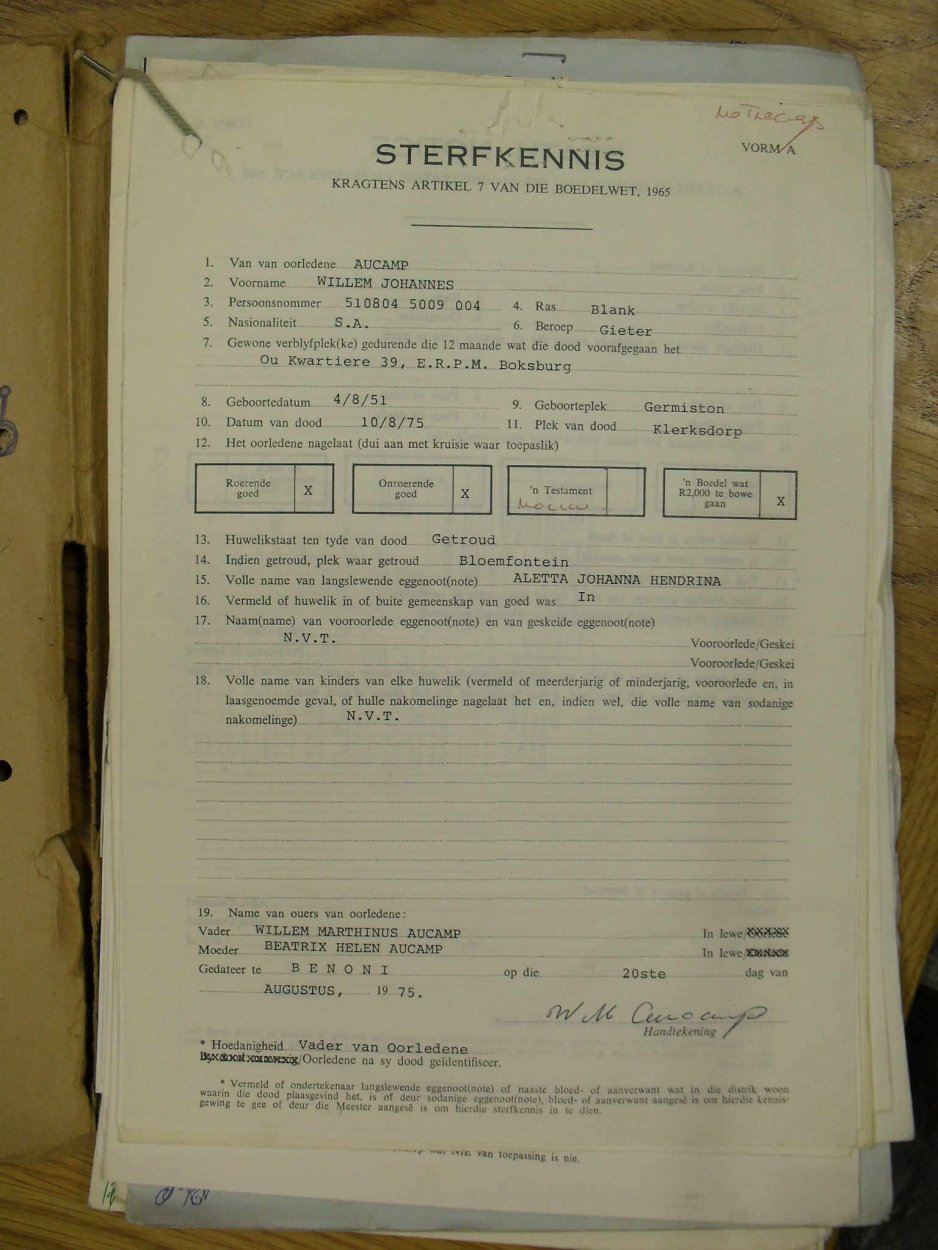 VORM A
STERFKENNIS
KRAGTENS ARTIKEL 7 VAN DIE BOEDELWET, 1965
1. Van van oorledene AUCAMP
2. Voorname WILLEM JOHANNES
3. Persoonsnommer 510804 5009 004 4. Ras Blank
5. Nasionaliteit S.A. 6. Beroep Gieter
7. Gewone verblyfplek(ke) gedurende die 12 maande wat die dood voorafgegaan het
Ou Kwartiere 39, E.R.P.M. Boksburg
8. Geboortedatum 4/8/51 9. Geboorteplek Germiston
10. Datum van dood 10/8/75 11. Plek van dood Klerksdorp
12. Het oorledene nagelaat (dui aan met kruisie waar toepaslik)
Roerende goed X
Onroerende goed X
'n Testament
'n Boedel wat R2,000 te bowe gaan X
13. Huwelikstaat ten tyde van dood Getroud
14. Indien getroud, plek waar getroud Bloemfontein
15. Volle name van langslewende eggenoot(note) ALETTA JOHANNA HENDRINA
16. Vermeld of huwelik in of buite gemeenskap van goed was In
17. Naam(name) van vooroorlede eggenoot(note) en van geskeide eggenoot(note)
N.V.T. Vooroorlede/Geskei
Vooroorlede/Geskei
18. Volle name van kinders van elke huwelik (vermeld of meerderjarig of minderjarig, vooroorlede en, in
laasgenoemde geval, of hulle nakomelinge nagelaat het en, indien wel, die volle name van sodanige
nakomelinge) N.V.T.
19. Name van ouers van oorledene:
Vader WILLEM MARTHINUS AUCAMP In lewe/
Moeder BEATRIX HELEN AUCAMP In lewe/
Gedateer te BENONI op die 20ste dag van
AUGUSTUS, 1975.
W M Aucamp
Handtekening
* Hoedanigheid Vader van Oorledene
/Oorledene na sy dood geïdentifiseer.
* Vermeld of ondertekenaar langslewende eggenoot(note) of naaste bloed- of aanverwant wat in die distrik woon
waarin die dood plaasgevind het, is of deur sodanige eggenoot(note), bloed- of aanverwant aangesê is om hierdie kennis-
gewing te gee of deur die Meester aangesê is om hierdie sterfkennis in te dien.
wat NIE van toepassing is nie.